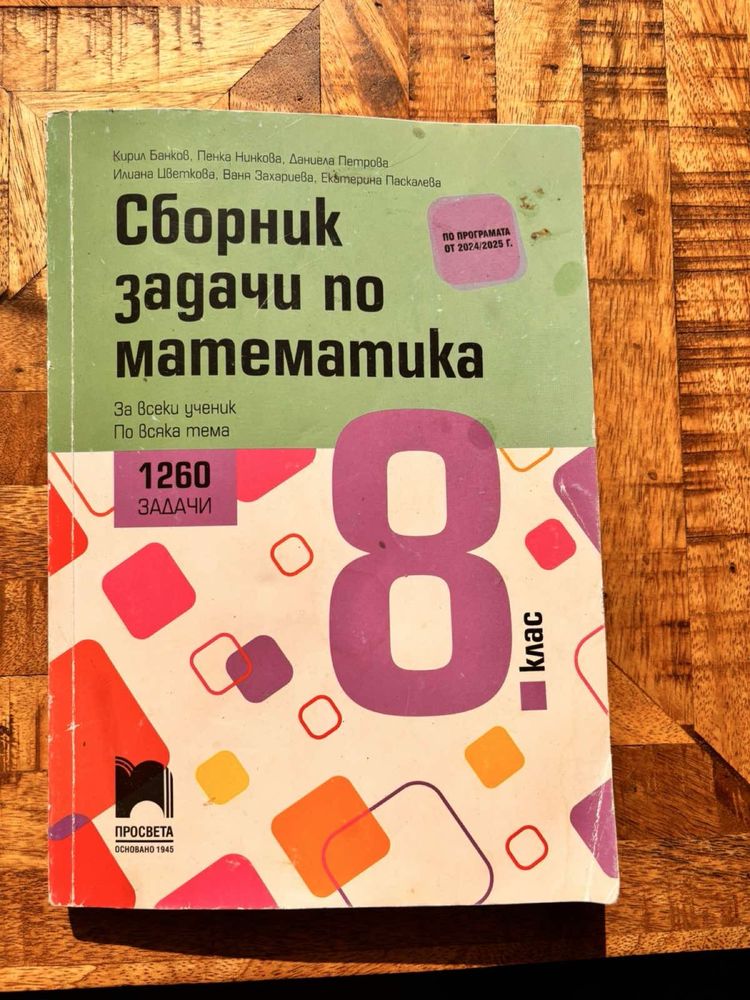 Кирил Банков, Пенка Нинкова, Даниела Петрова
Илиана Цветкова, Ваня Захариева, Екатерина Паскалева
Сборник
задачи по
математика
ПО ПРОГРАМАТА
ОТ 2024/2025 Г.
За всеки ученик
По всяка тема
1260
ЗАДАЧИ
8.
клас
ПРОСВЕТА
ОСНОВАНО 1945